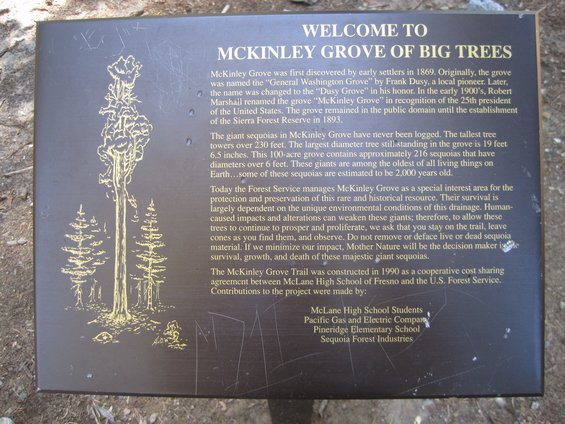 WELCOME TO
MCKINLEY GROVE OF BIG TREES
McKinley Grove was first discovered by early settlers in 1869. Originally, the grove
was named the "General Washington Grove" by Frank Dusy, a local pioneer. Later,
the name was changed to the "Dusy Grove" in his honor. In the early 1900's, Robert
Marshall renamed the grove "McKinley Grove" in recognition of the 25th president
of the United States. The grove remained in the public domain until the establishment
of the Sierra Forest Reserve in 1893.
The giant sequoias in McKinley Grove have never been logged. The tallest tree
towers over 230 feet. The largest diameter tree still standing in the grove is 19 feet
6.5 inches. This 100-acre grove contains approximately 216 sequoias that have
diameters over 6 feet. These giants are among the oldest of all living things on
Earth…some of these sequoias are estimated to be 2,000 years old.
Today the Forest Service manages McKinley Grove as a special interest area for the
protection and preservation of this rare and historical resource. Their survival is
largely dependent on the unique environmental conditions of this drainage. Human-
caused impacts and alterations can weaken these giants; therefore, to allow these
trees to continue to prosper and proliferate, we ask that you stay on the trail, leave
cones as you find them, and observe. Do not remove or deface live or dead sequoia
material. If we minimize our impact, Mother Nature will be the decision maker in the
survival, growth, and death of these majestic giant sequoias.
The McKinley Grove Trail was constructed in 1990 as a cooperative cost sharing
agreement between McLane High School of Fresno and the U.S. Forest Service.
Contributions to the project were made by:
McLane High School Students
Pacific Gas and Electric Company
Pineridge Elementary School
Sequoia Forest Industries